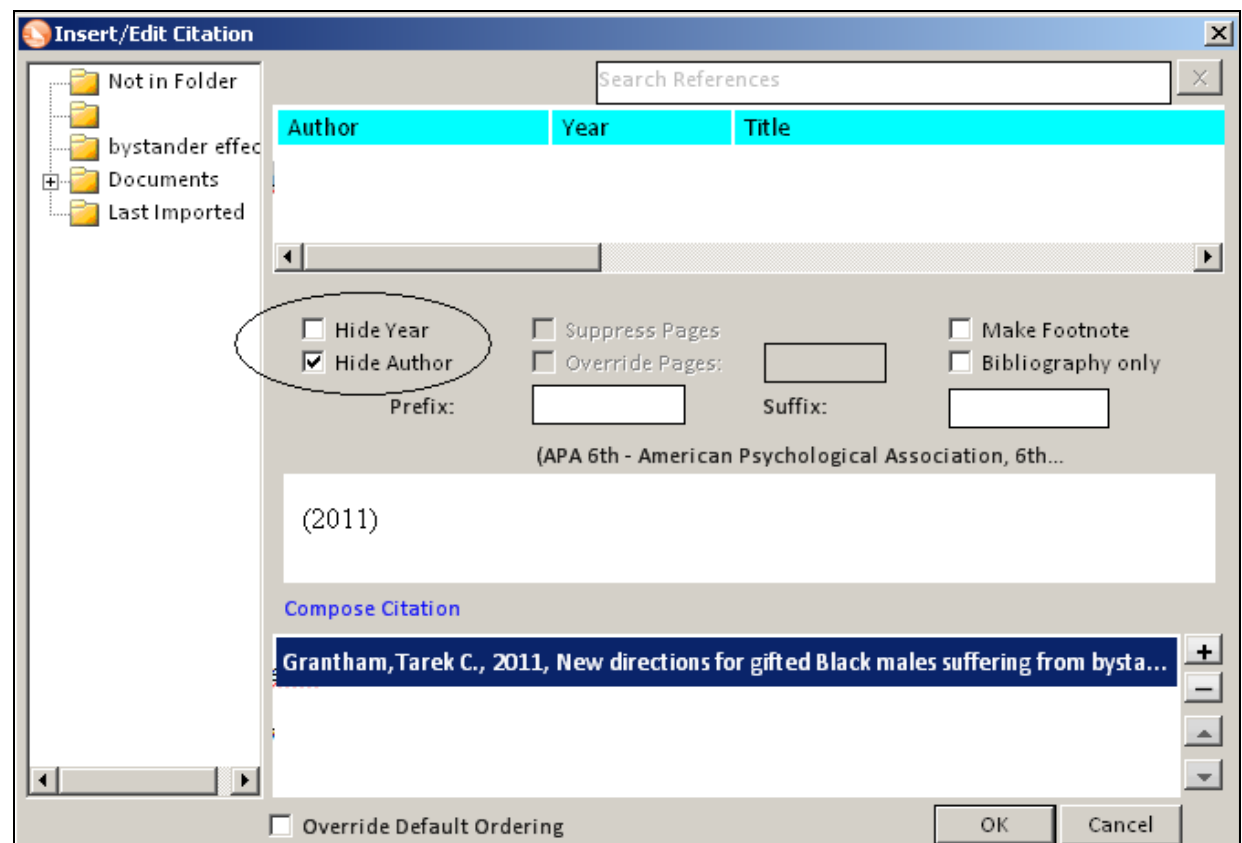 Insert/Edit Citation
Not in Folder
Search References
Author Year Title
bystander effec
Documents
Last Imported
Hide Year Suppress Pages Make Footnote
Hide Author Override Pages: Bibliography only
Prefix: Suffix:
(APA 6th - American Psychological Association, 6th...
(2011)
Compose Citation
Grantham,Tarek C., 2011, New directions for gifted Black males suffering from bysta...
Override Default Ordering OK Cancel